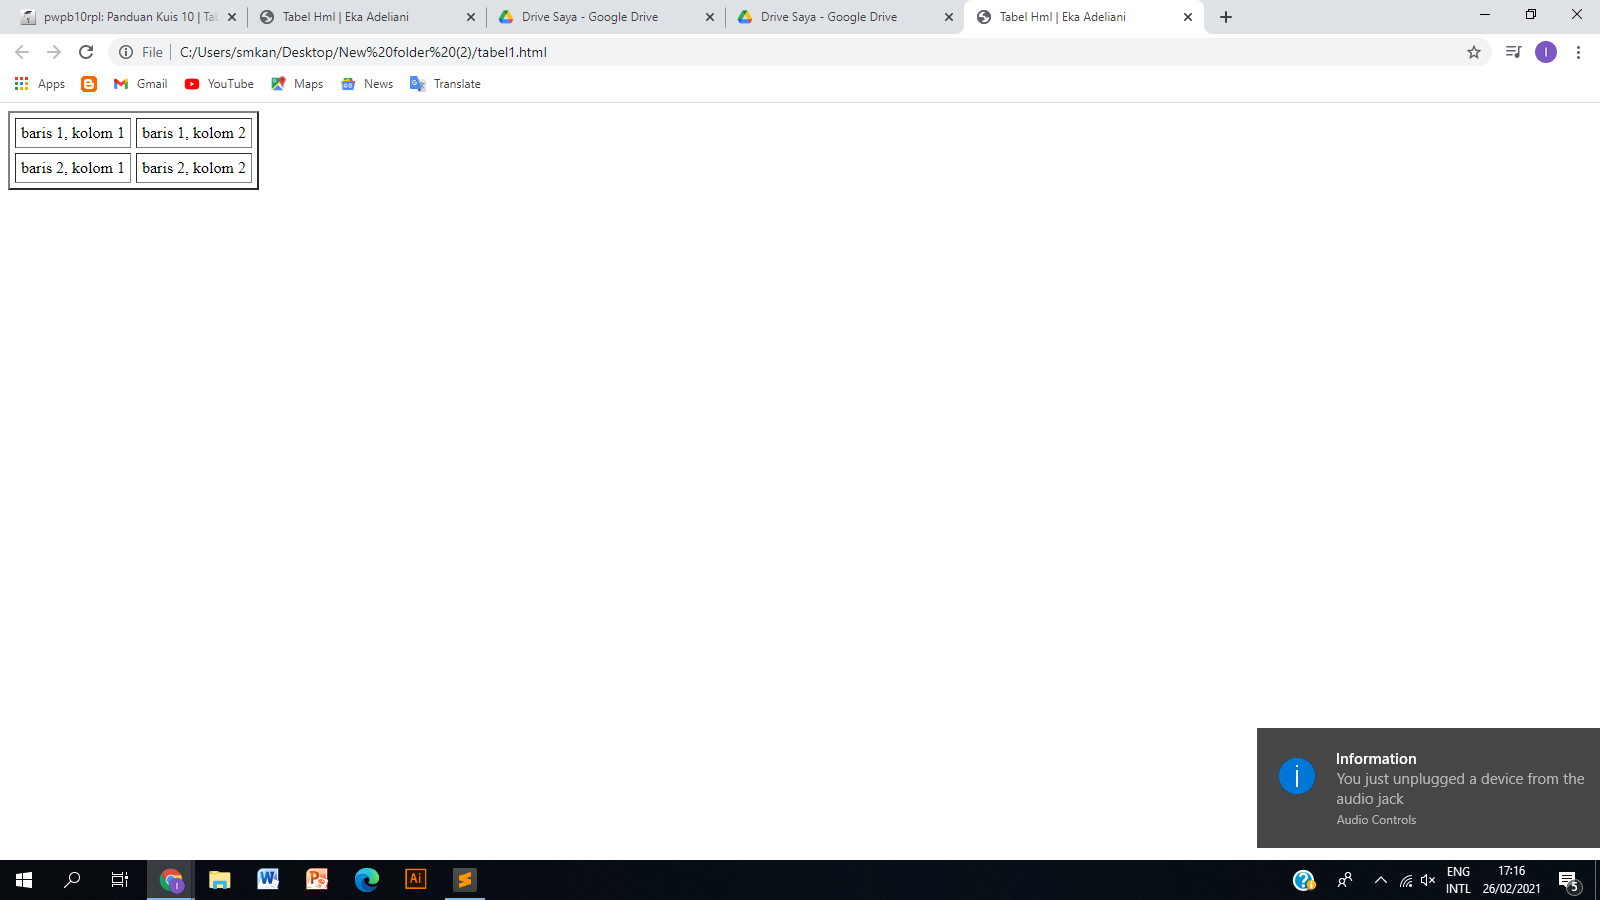 pwpb10rpl: Panduan Kuis 10 | Tab
Tabel Hml | Eka Adeliani
Drive Saya - Google Drive
Drive Saya - Google Drive
Tabel Hml | Eka Adeliani
File
C:/Users/smkan/Desktop/New%20folder%20(2)/tabel1.html
I
Apps
Gmail
YouTube
Maps
News
Translate
baris 1, kolom 1
baris 1, kolom 2
baris 2, kolom 1
baris 2, kolom 2
Information
You just unplugged a device from the
audio jack
Audio Controls
ENG
INTL
17:16
26/02/2021
5